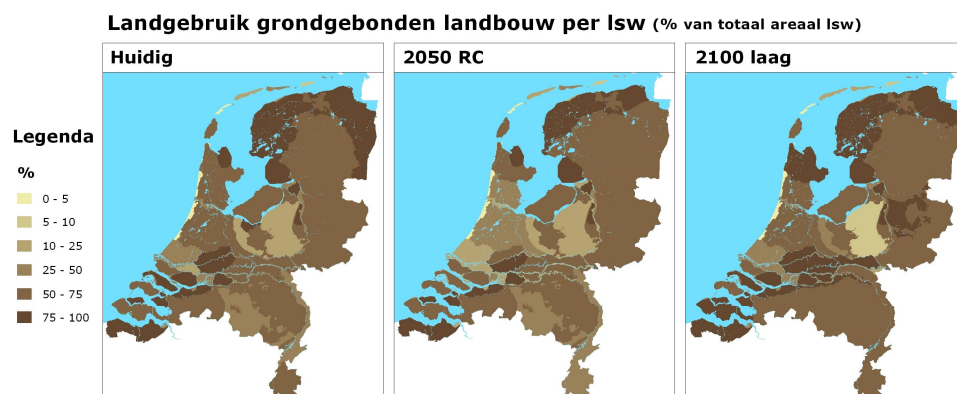 Landgebruik grondgebonden landbouw per lsw (% van totaal areaal lsw)
Huidig
2050 RC
2100 laag
Legenda
%
0 - 5
5 - 10
10 - 25
25 - 50
50 - 75
75 - 100